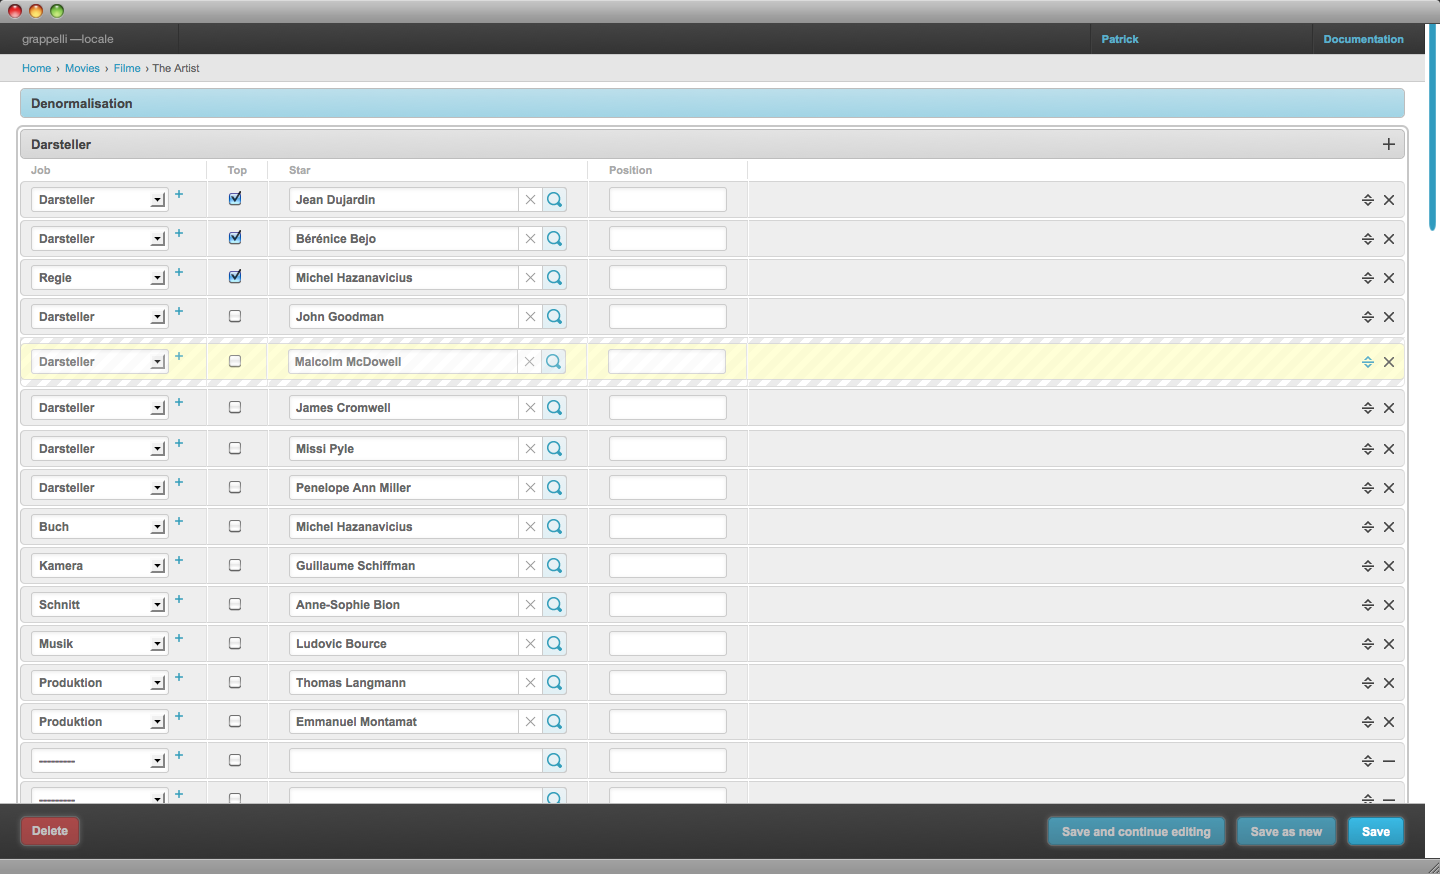 grappelli —locale Patrick Documentation
Home › Movies › Filme › The Artist
Denormalisation
Darsteller
Job Top Star Position
Darsteller Jean Dujardin
Darsteller Bérénice Bejo
Regie Michel Hazanavicius
Darsteller John Goodman
Darsteller Malcolm McDowell
Darsteller James Cromwell
Darsteller Missi Pyle
Darsteller Penelope Ann Miller
Buch Michel Hazanavicius
Kamera Guillaume Schiffman
Schnitt Anne-Sophie Bion
Musik Ludovic Bource
Produktion Thomas Langmann
Produktion Emmanuel Montamat
---------
---------
Delete Save and continue editing Save as new Save